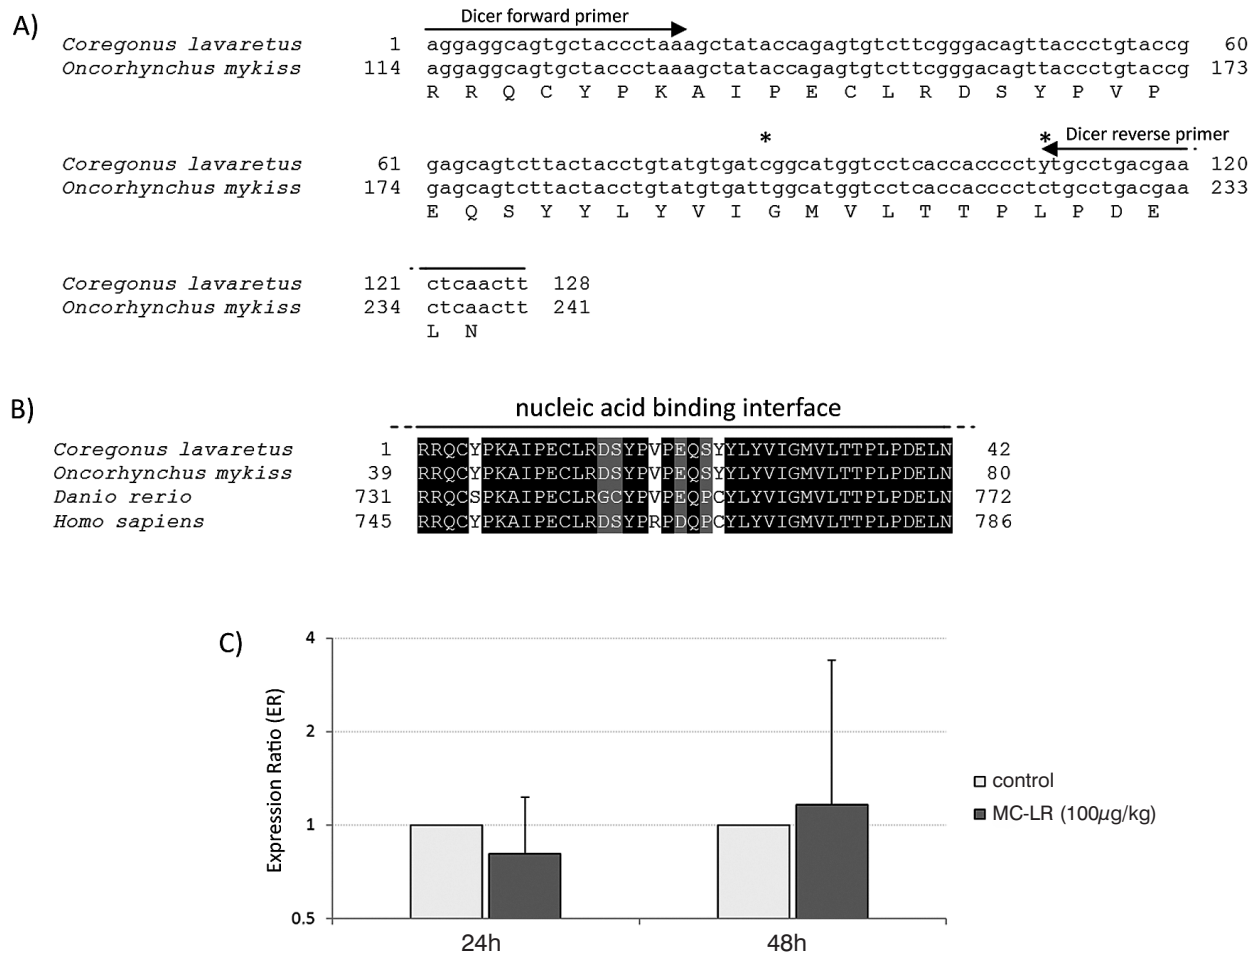 A)
Dicer forward primer
Coregonus lavaretus 1 aggaggcagtgctaccctaaagctataccagagtgtcttcgggacagttaccctgtaccg 60
Oncorhynchus mykiss 114 aggaggcagtgctaccctaaagctataccagagtgtcttcgggacagttaccctgtaccg 173
R R Q C Y P K A I P E C L R D S Y P V P
* * Dicer reverse primer
Coregonus lavaretus 61 gagcagtcttactacctgtatgtgatcggcatggtcctcaccacccctytgcctgacgaa 120
Oncorhynchus mykiss 174 gagcagtcttactacctgtatgtgattggcatggtcctcaccacccctctgcctgacgaa 233
E Q S Y Y L Y V I G M V L T T P L P D E
Coregonus lavaretus 121 ctcaactt 128
Oncorhynchus mykiss 234 ctcaactt 241
L N
B)
nucleic acid binding interface
Coregonus lavaretus 1 RRQCYPKAIPECLRDSYPVPEQSYYLYVIGMVLTTPLPDELN 42
Oncorhynchus mykiss 39 RRQCYPKAIPECLRDSYPVPEQSYYLYVIGMVLTTPLPDELN 80
Danio rerio 731 RRQCSPKAIPECLRGCYPVPEQPCYLYVIGMVLTTPLPDELN 772
Homo sapiens 745 RRQCYPKAIPECLRDSYPRPDQPCYLYVIGMVLTTPLPDELN 786
C)
Expression Ratio (ER)
4
2
1
0.5
24h 48h
control
MC-LR (100µg/kg)